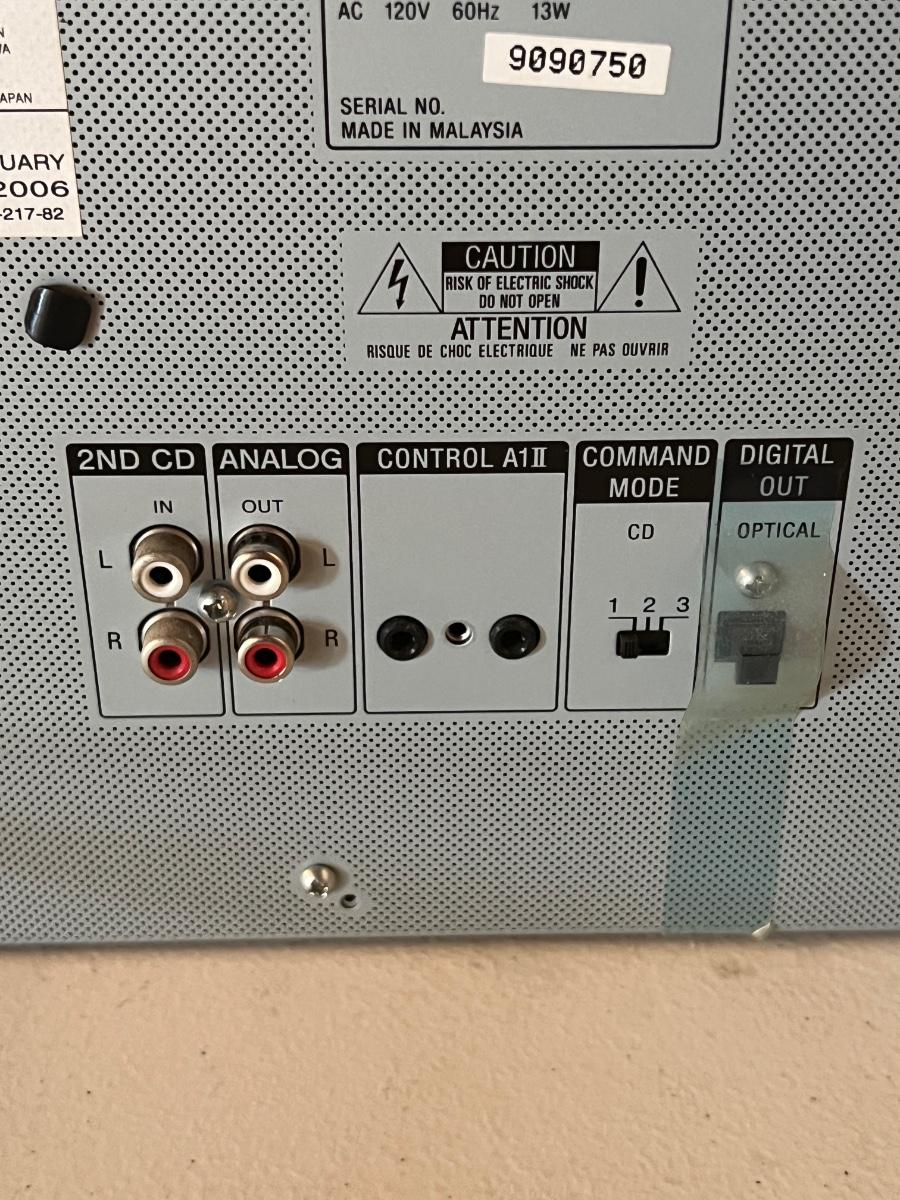 AC 120V 60Hz 13W
9090750
SERIAL NO.
MADE IN MALAYSIA
UARY
2006
-217-82
CAUTION
RISK OF ELECTRIC SHOCK
DO NOT OPEN
ATTENTION
RISQUE DE CHOC ELECTRIQUE NE PAS OUVRIR
2ND CD
IN
L
R
ANALOG
OUT
L
R
CONTROL A1II
COMMAND
MODE
CD
1 2 3
DIGITAL
OUT
OPTICAL